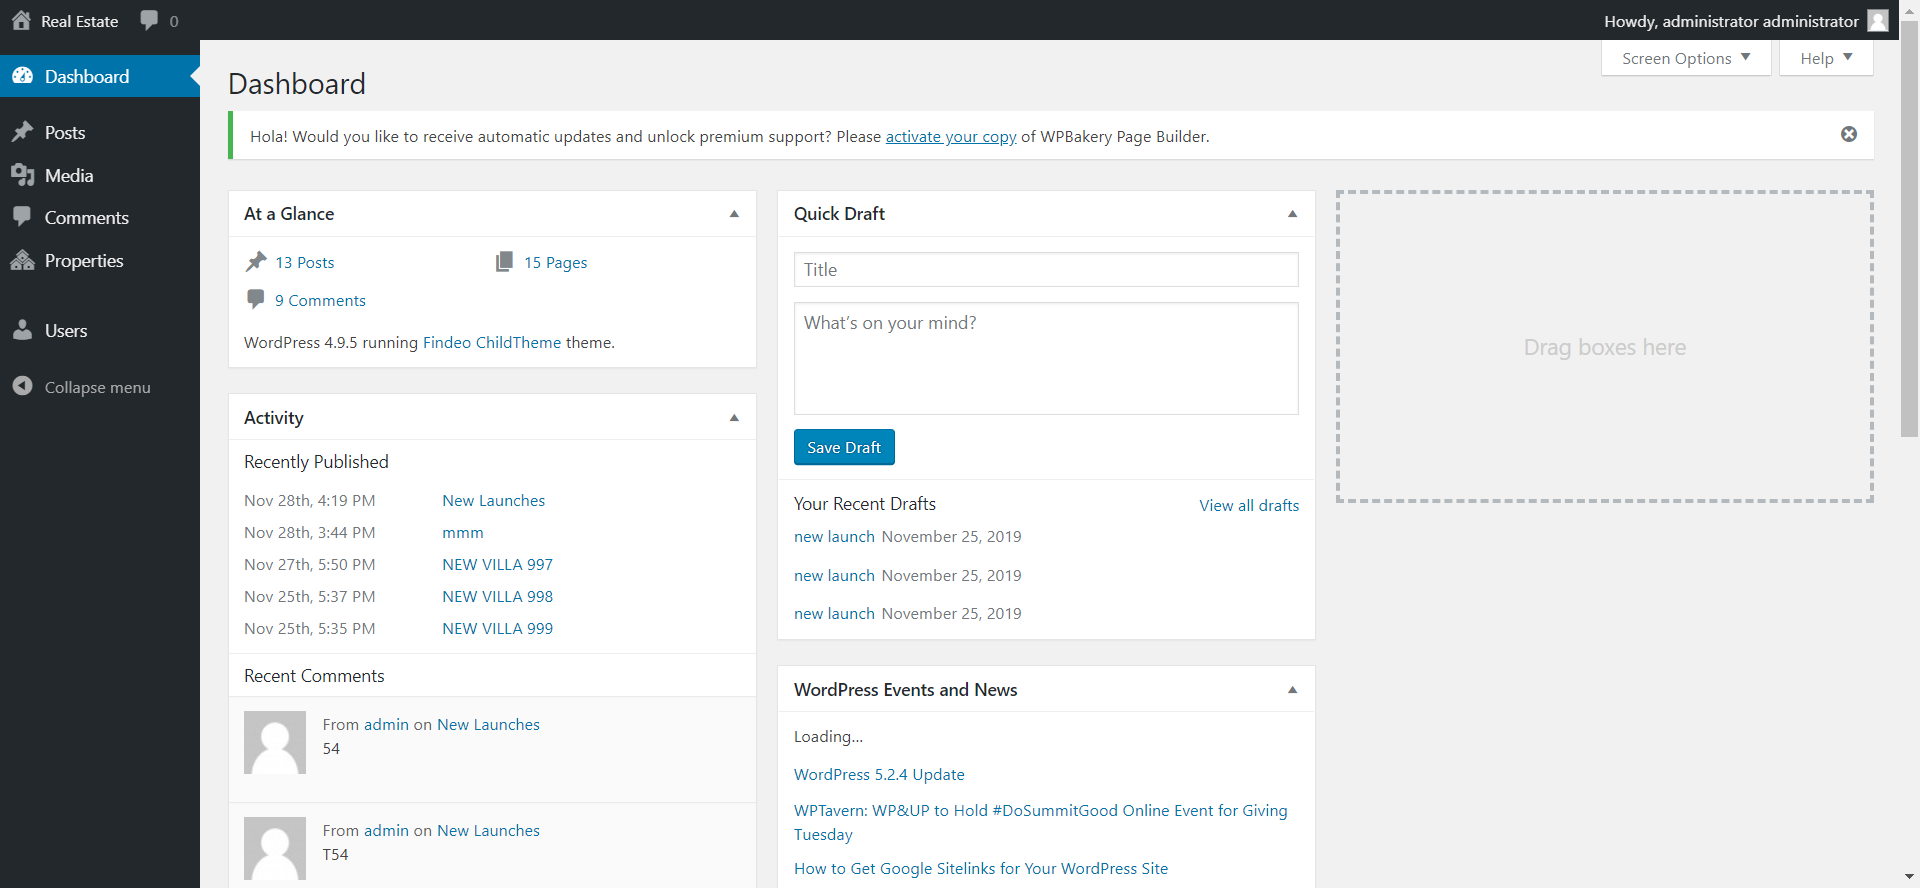 Real Estate 0
Howdy, administrator administrator
Dashboard
Posts
Media
Comments
Properties
Users
Collapse menu
Screen Options
Help
Dashboard
Hola! Would you like to receive automatic updates and unlock premium support? Please activate your copy of WPBakery Page Builder.
At a Glance
13 Posts
15 Pages
9 Comments
WordPress 4.9.5 running Findeo ChildTheme theme.
Activity
Recently Published
Nov 28th, 4:19 PM New Launches
Nov 28th, 3:44 PM mmm
Nov 27th, 5:50 PM NEW VILLA 997
Nov 25th, 5:37 PM NEW VILLA 998
Nov 25th, 5:35 PM NEW VILLA 999
Recent Comments
From admin on New Launches
54
From admin on New Launches
T54
Quick Draft
Title
What's on your mind?
Save Draft
Your Recent Drafts View all drafts
new launch November 25, 2019
new launch November 25, 2019
new launch November 25, 2019
WordPress Events and News
Loading...
WordPress 5.2.4 Update
WPTavern: WP&UP to Hold #DoSummitGood Online Event for Giving
Tuesday
How to Get Google Sitelinks for Your WordPress Site
Drag boxes here